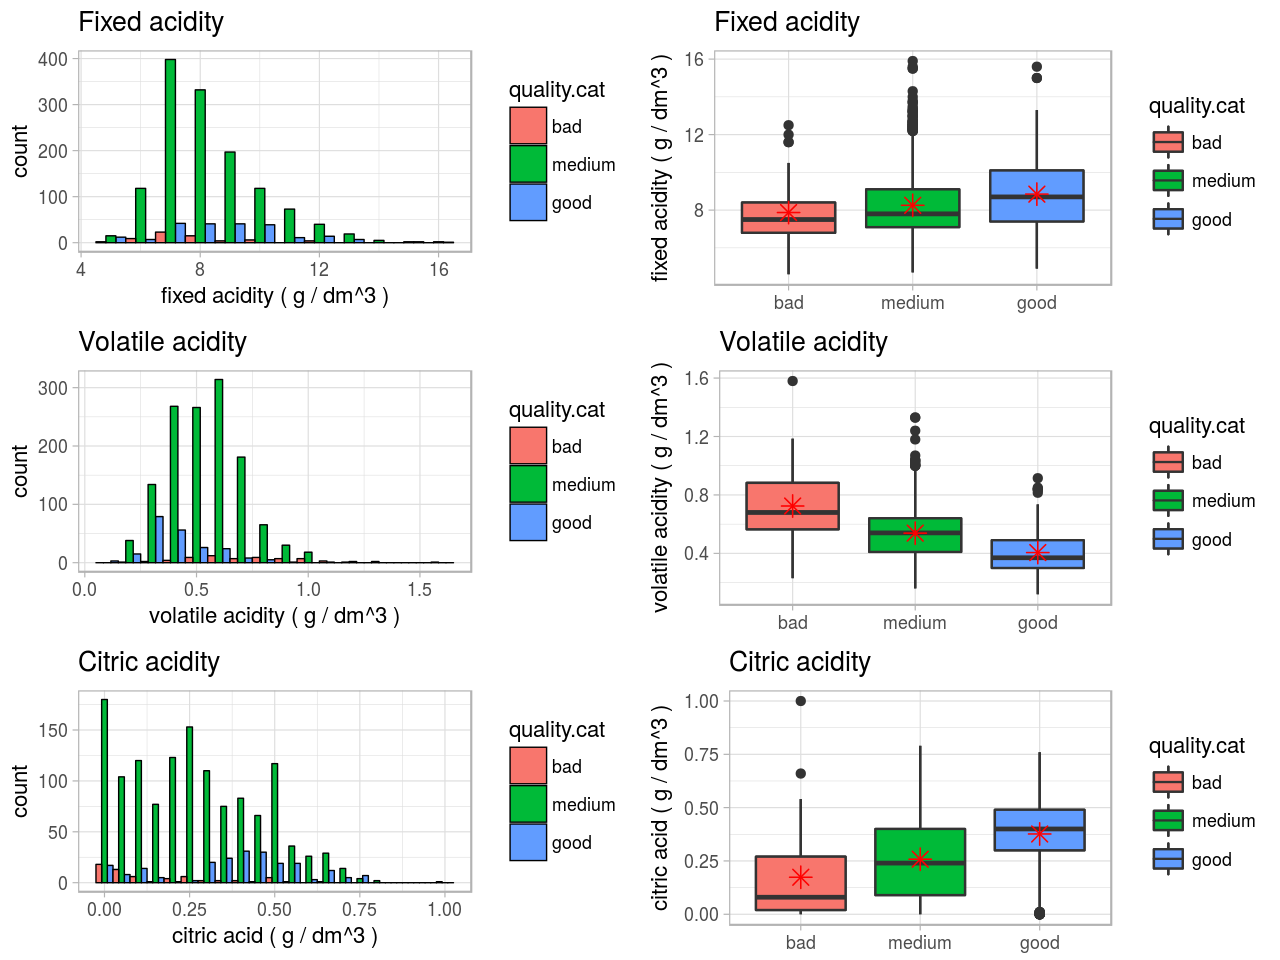 Fixed acidity
400
300
200
100
0
count
4 8 12 16
fixed acidity ( g / dm^3 )
quality.cat
bad
medium
good
Fixed acidity
16
12
8
fixed acidity ( g / dm^3 )
bad medium good
quality.cat
bad
medium
good
Volatile acidity
300
200
100
0
count
0.0 0.5 1.0 1.5
volatile acidity ( g / dm^3 )
quality.cat
bad
medium
good
Volatile acidity
1.6
1.2
0.8
0.4
volatile acidity ( g / dm^3 )
bad medium good
quality.cat
bad
medium
good
Citric acidity
150
100
50
0
count
0.00 0.25 0.50 0.75 1.00
citric acid ( g / dm^3 )
quality.cat
bad
medium
good
Citric acidity
1.00
0.75
0.50
0.25
0.00
citric acid ( g / dm^3 )
bad medium good
quality.cat
bad
medium
good